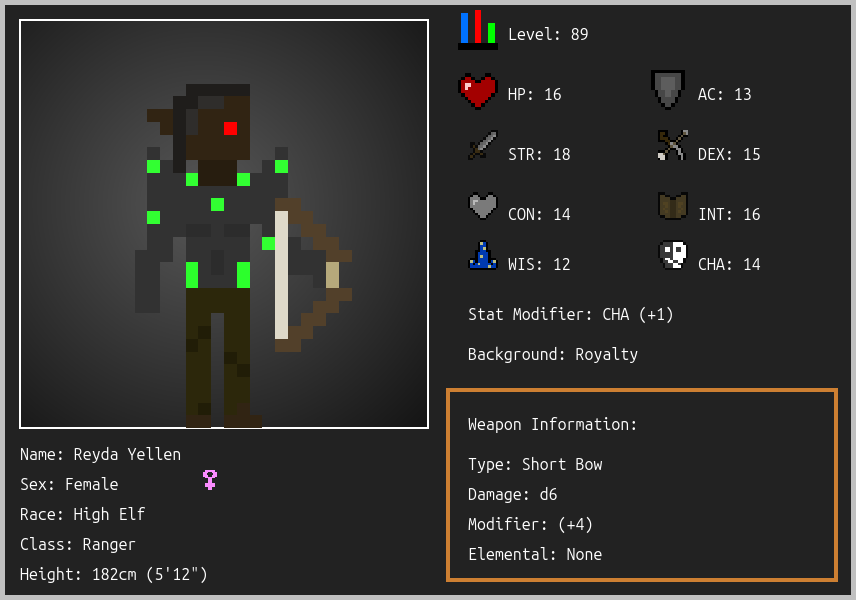 Level: 89
HP: 16
AC: 13
STR: 18
DEX: 15
CON: 14
INT: 16
WIS: 12
CHA: 14
Stat Modifier: CHA (+1)
Background: Royalty
Weapon Information:
Type: Short Bow
Damage: d6
Modifier: (+4)
Elemental: None
Name: Reyda Yellen
Sex: Female
Race: High Elf
Class: Ranger
Height: 182cm (5'12")